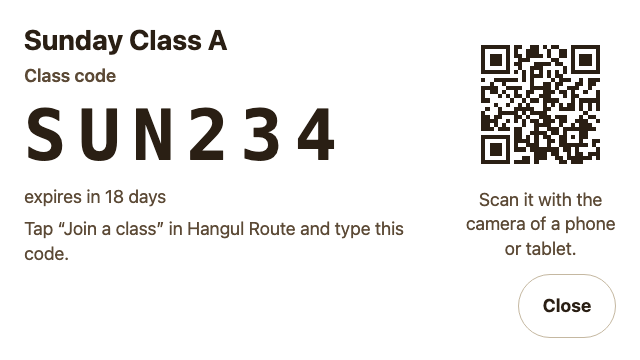 Sunday Class A
Class code
SUN234
expires in 18 days
Tap “Join a class” in Hangul Route and type this
code.
Scan it with the
camera of a phone
or tablet.
Close